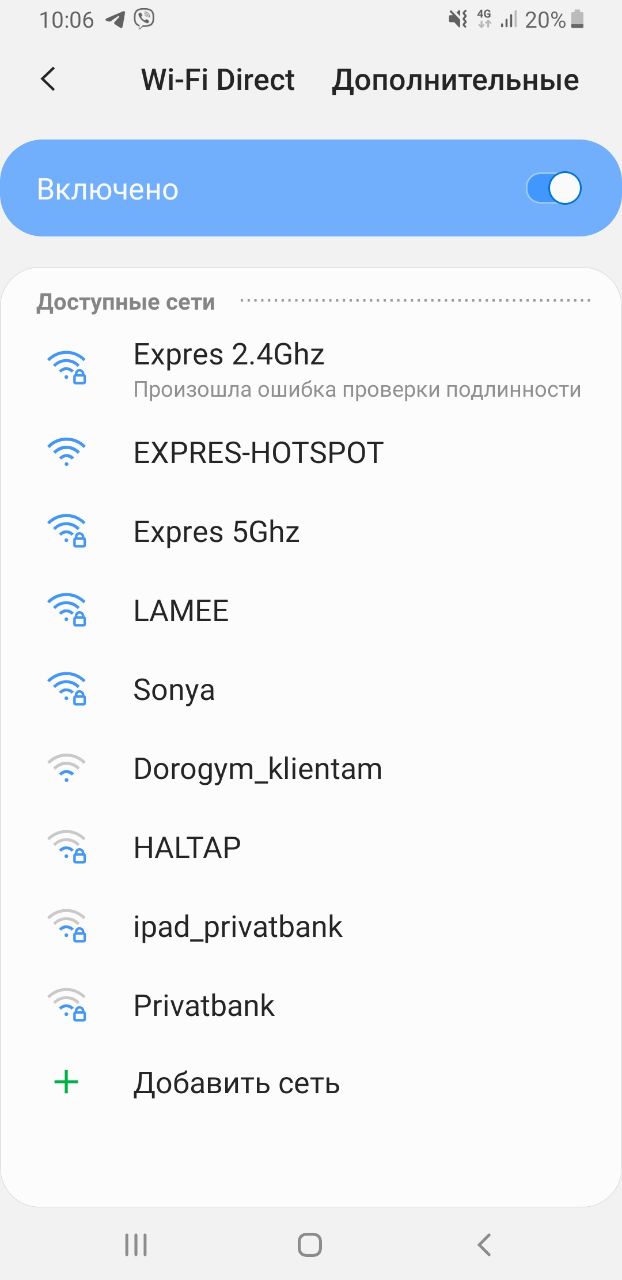 10:06 4G 20%
Wi-Fi Direct Дополнительные
Включено
Доступные сети
Expres 2.4Ghz
Произошла ошибка проверки подлинности
EXPRES-HOTSPOT
Expres 5Ghz
LAMEE
Sonya
Dorogym_klientam
HALTAP
ipad_privatbank
Privatbank
Добавить сеть